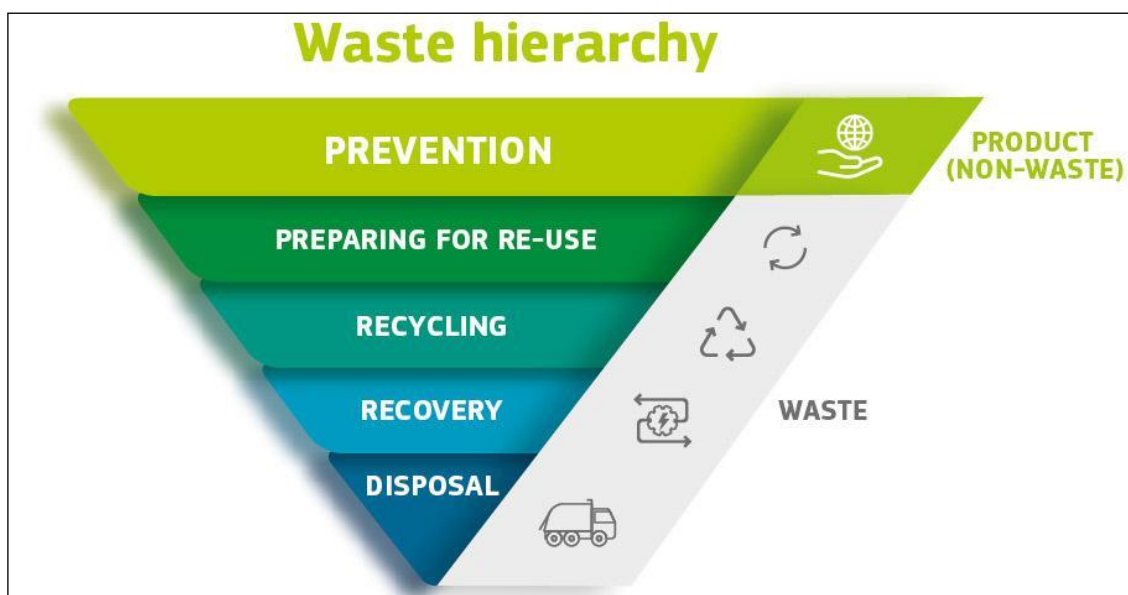 Waste hierarchy
PREVENTION
PRODUCT
(NON-WASTE)
PREPARING FOR RE-USE
RECYCLING
RECOVERY
WASTE
DISPOSAL